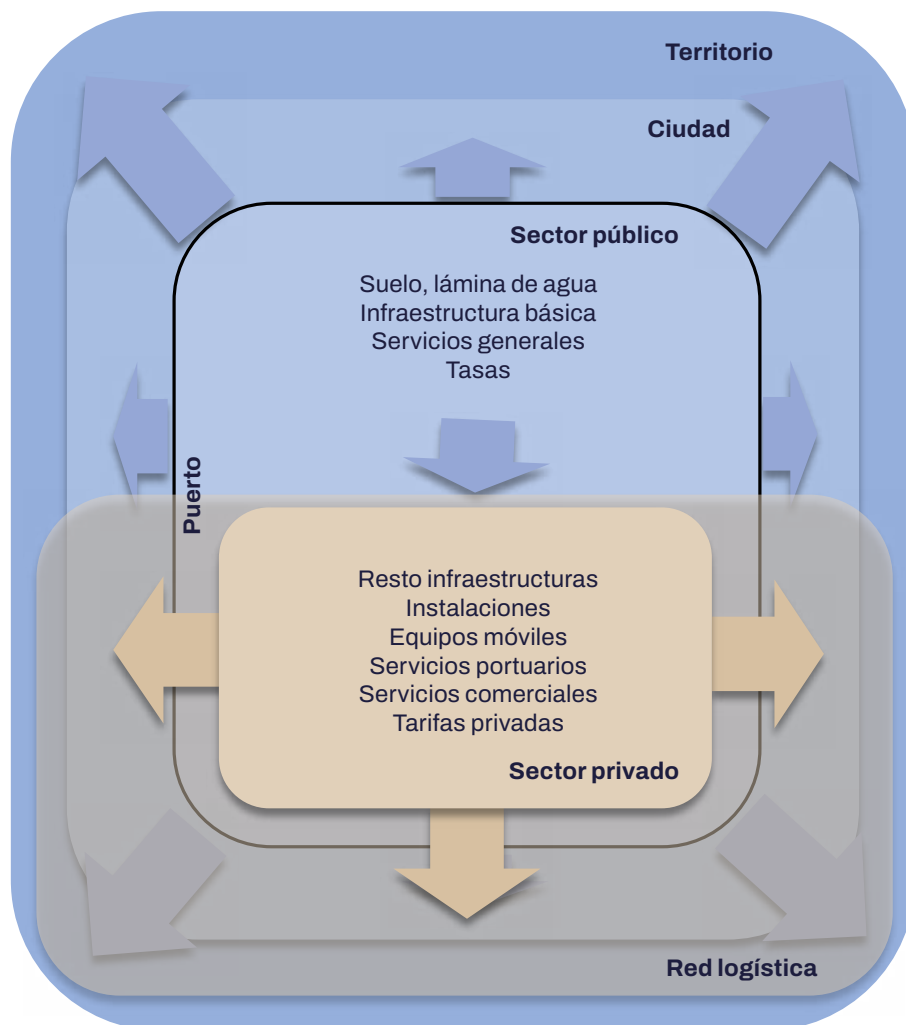 Territorio
Ciudad
Sector público
Suelo, lámina de agua
Infraestructura básica
Servicios generales
Tasas
Puerto
Resto infraestructuras
Instalaciones
Equipos móviles
Servicios portuarios
Servicios comerciales
Tarifas privadas
Sector privado
Red logística